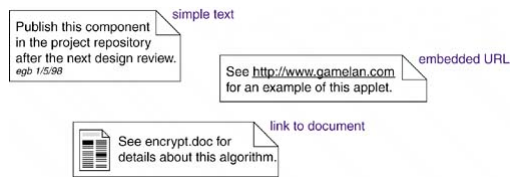 simple text
Publish this component
in the project repository
after the next design review.
egb 1/5/98
embedded URL
See http://www.gamelan.com
for an example of this applet.
link to document
See encrypt.doc for
details about this algorithm.